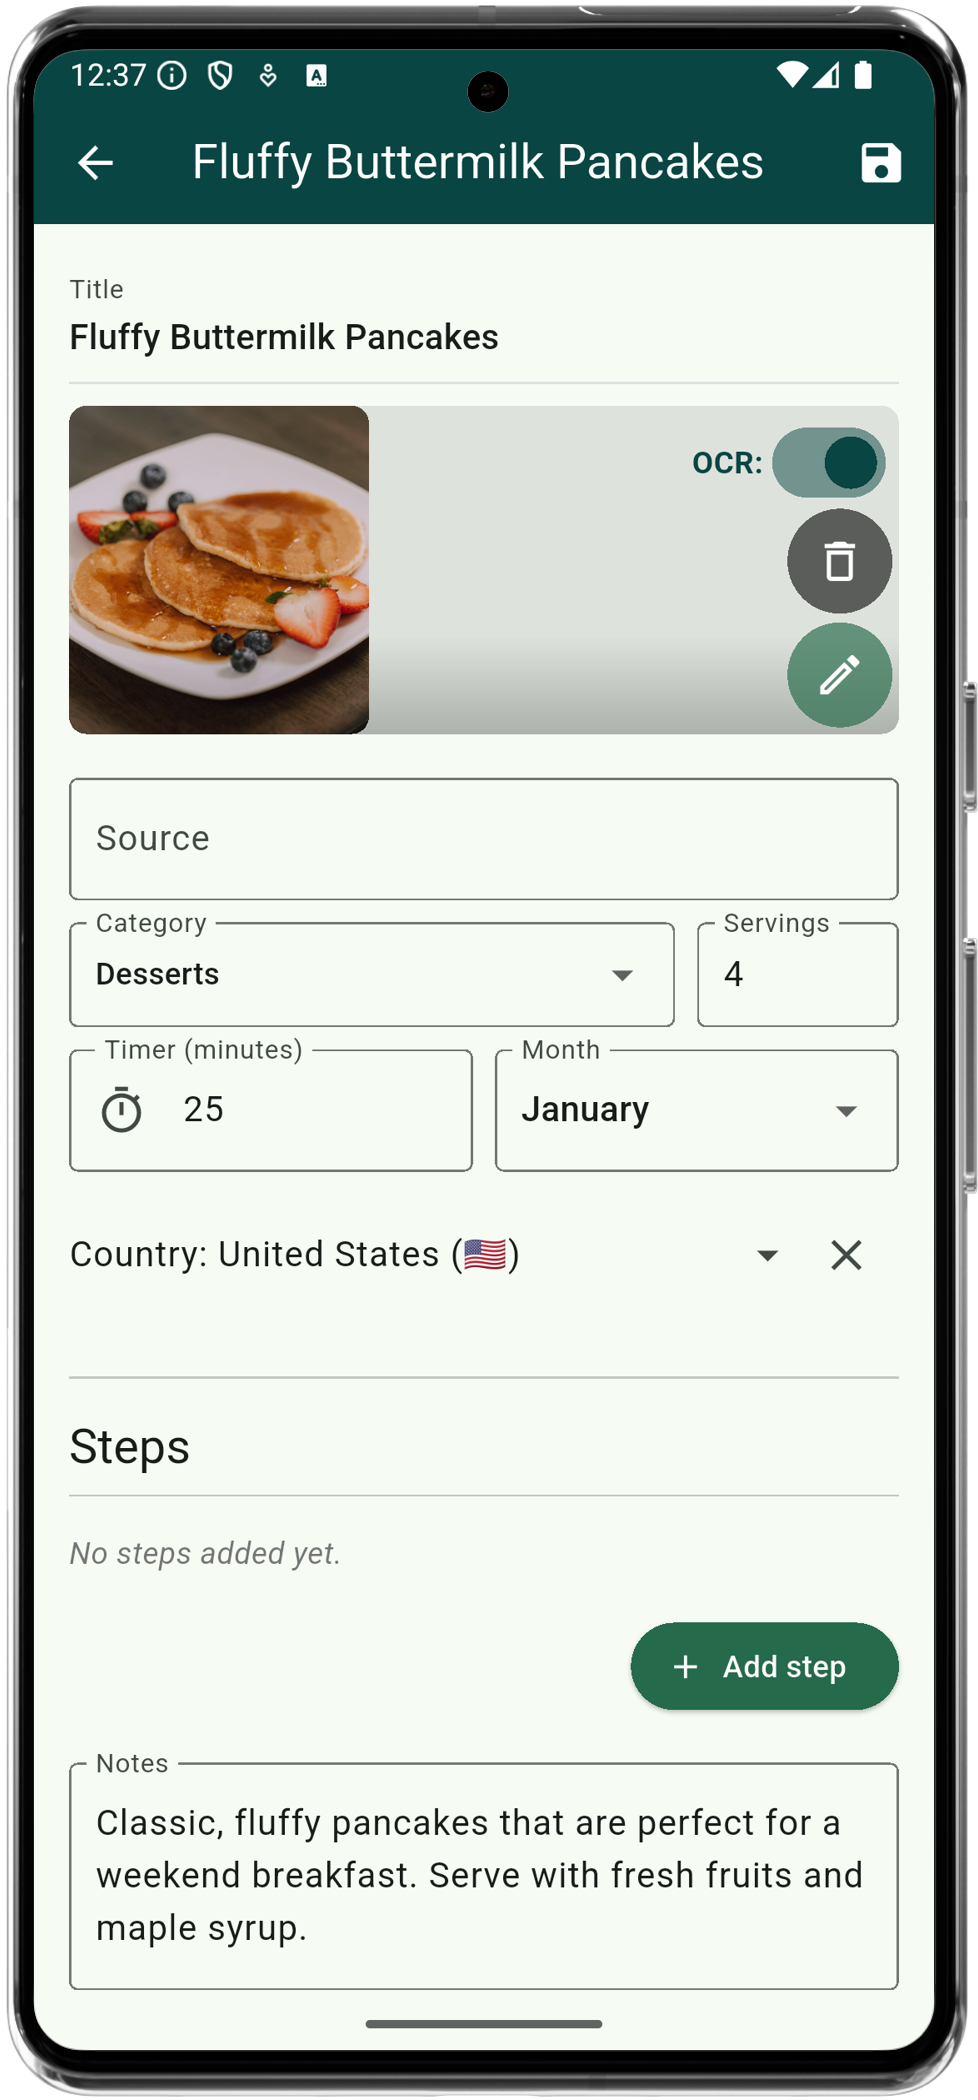 12:37
Fluffy Buttermilk Pancakes
Title
Fluffy Buttermilk Pancakes
OCR:
Source
Category
Desserts
Servings
4
Timer (minutes)
25
Month
January
Country: United States (🇺🇸)
Steps
No steps added yet.
+ Add step
Notes
Classic, fluffy pancakes that are perfect for a
weekend breakfast. Serve with fresh fruits and
maple syrup.